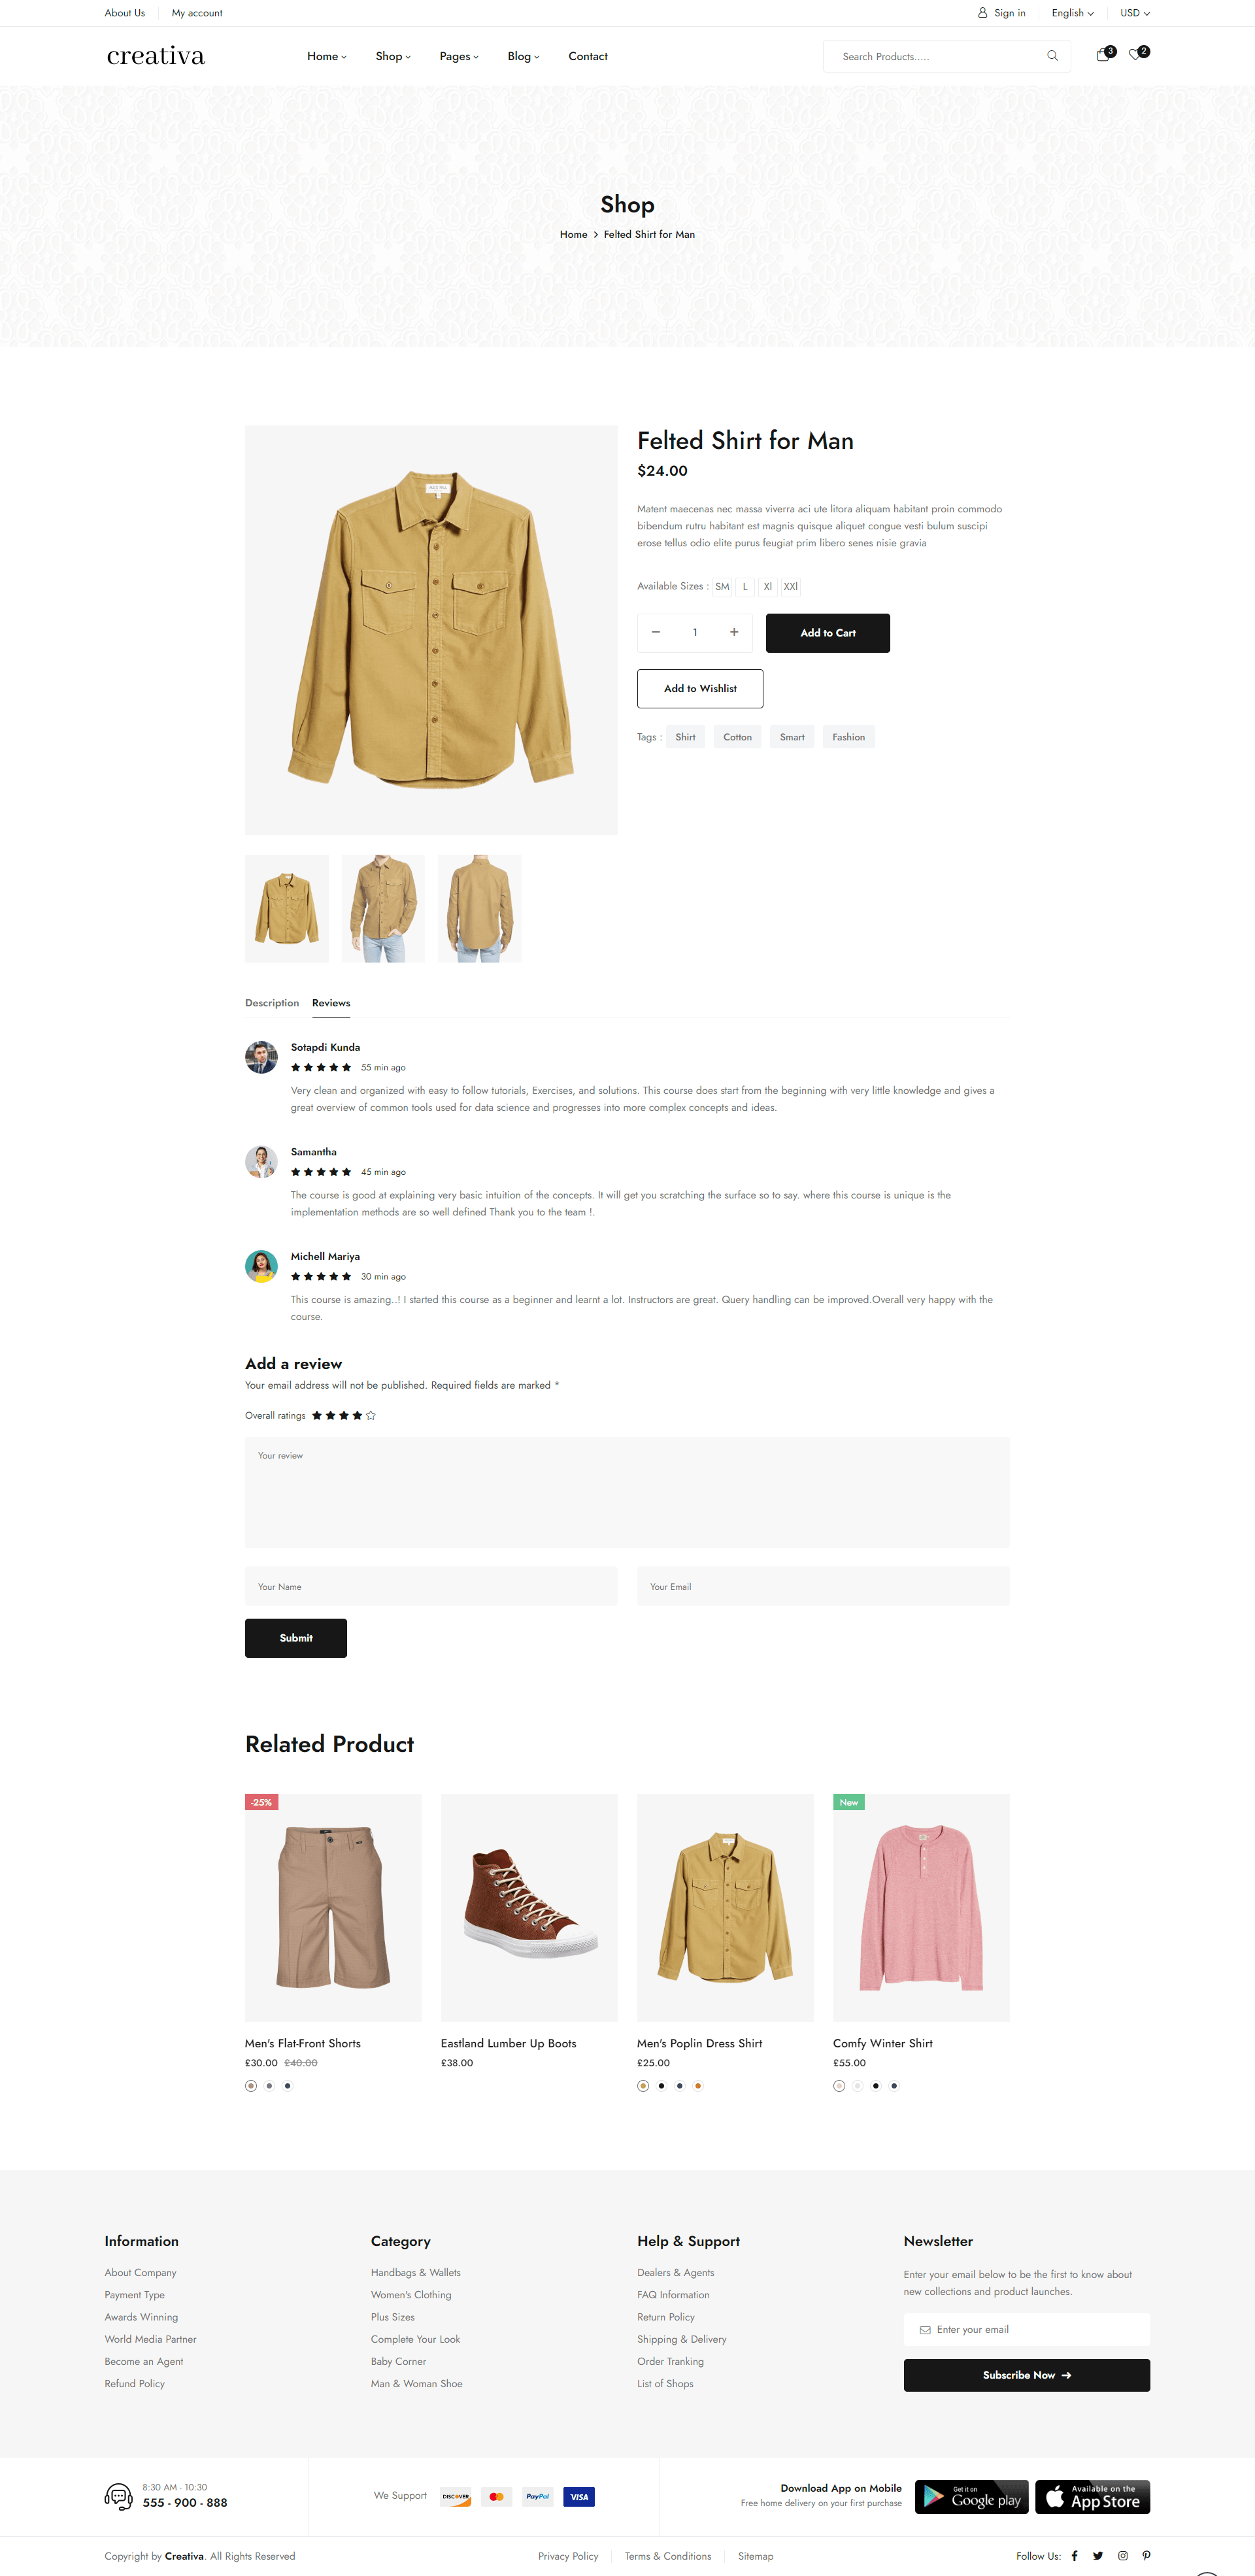 About Us
My account
Sign in
English
USD
creativa
Home
Shop
Pages
Blog
Contact
Search Products.....
3
2
Shop
Home
Felted Shirt for Man
Felted Shirt for Man
$24.00
Matent maecenas nec massa viverra aci ute litora aliquam habitant proin commodo
bibendum rutru habitant est magnis quisque aliquet congue vesti bulum suscipi
erose tellus odio elite purus feugiat prim libero senes nisie gravia
Available Sizes : SM L Xl XXl
− 1 +
Add to Cart
Add to Wishlist
Tags : Shirt Cotton Smart Fashion
Description
Reviews
Sotapdi Kunda
55 min ago
Very clean and organized with easy to follow tutorials, Exercises, and solutions. This course does start from the beginning with very little knowledge and gives a
great overview of common tools used for data science and progresses into more complex concepts and ideas.
Samantha
45 min ago
The course is good at explaining very basic intuition of the concepts. It will get you scratching the surface so to say. where this course is unique is the
implementation methods are so well defined Thank you to the team !.
Michell Mariya
30 min ago
This course is amazing..! I started this course as a beginner and learnt a lot. Instructors are great. Query handling can be improved.Overall very happy with the
course.
Add a review
Your email address will not be published. Required fields are marked *
Overall ratings
Your review
Your Name
Your Email
Submit
Related Product
-25%
New
Men's Flat-Front Shorts
£30.00 £40.00
Eastland Lumber Up Boots
£38.00
Men's Poplin Dress Shirt
£25.00
Comfy Winter Shirt
£55.00
Information
About Company
Payment Type
Awards Winning
World Media Partner
Become an Agent
Refund Policy
Category
Handbags & Wallets
Women's Clothing
Plus Sizes
Complete Your Look
Baby Corner
Man & Woman Shoe
Help & Support
Dealers & Agents
FAQ Information
Return Policy
Shipping & Delivery
Order Tranking
List of Shops
Newsletter
Enter your email below to be the first to know about
new collections and product launches.
Enter your email
Subscribe Now
8:30 AM - 10:30
555 - 900 - 888
We Support
DISCOVER
PayPal
VISA
Download App on Mobile
Free home delivery on your first purchase
Get it on
Google play
Available on the
App Store
Copyright by Creativa. All Rights Reserved
Privacy Policy
Terms & Conditions
Sitemap
Follow Us: